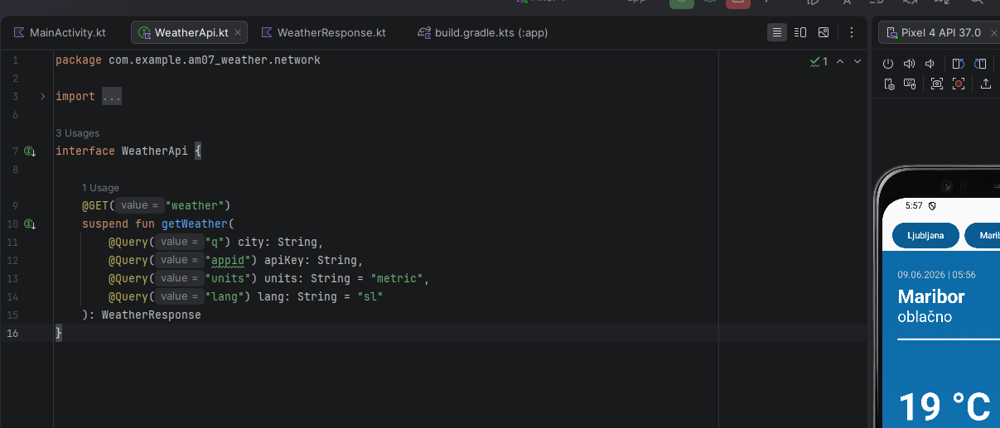 MainActivity.kt
WeatherApi.kt
WeatherResponse.kt
build.gradle.kts (:app)
Pixel 4 API 37.0
1 package com.example.am07_weather.network
1
2
3 import ...
6
3 Usages
7 interface WeatherApi {
8
1 Usage
9 @GET( value = "weather")
10 suspend fun getWeather(
11 @Query( value = "q") city: String,
12 @Query( value = "appid") apiKey: String,
13 @Query( value = "units") units: String = "metric",
14 @Query( value = "lang") lang: String = "sl"
15 ): WeatherResponse
16 }
5:57
Ljubljana
09.06.2026 | 05:56
Maribor
oblačno
19 °C